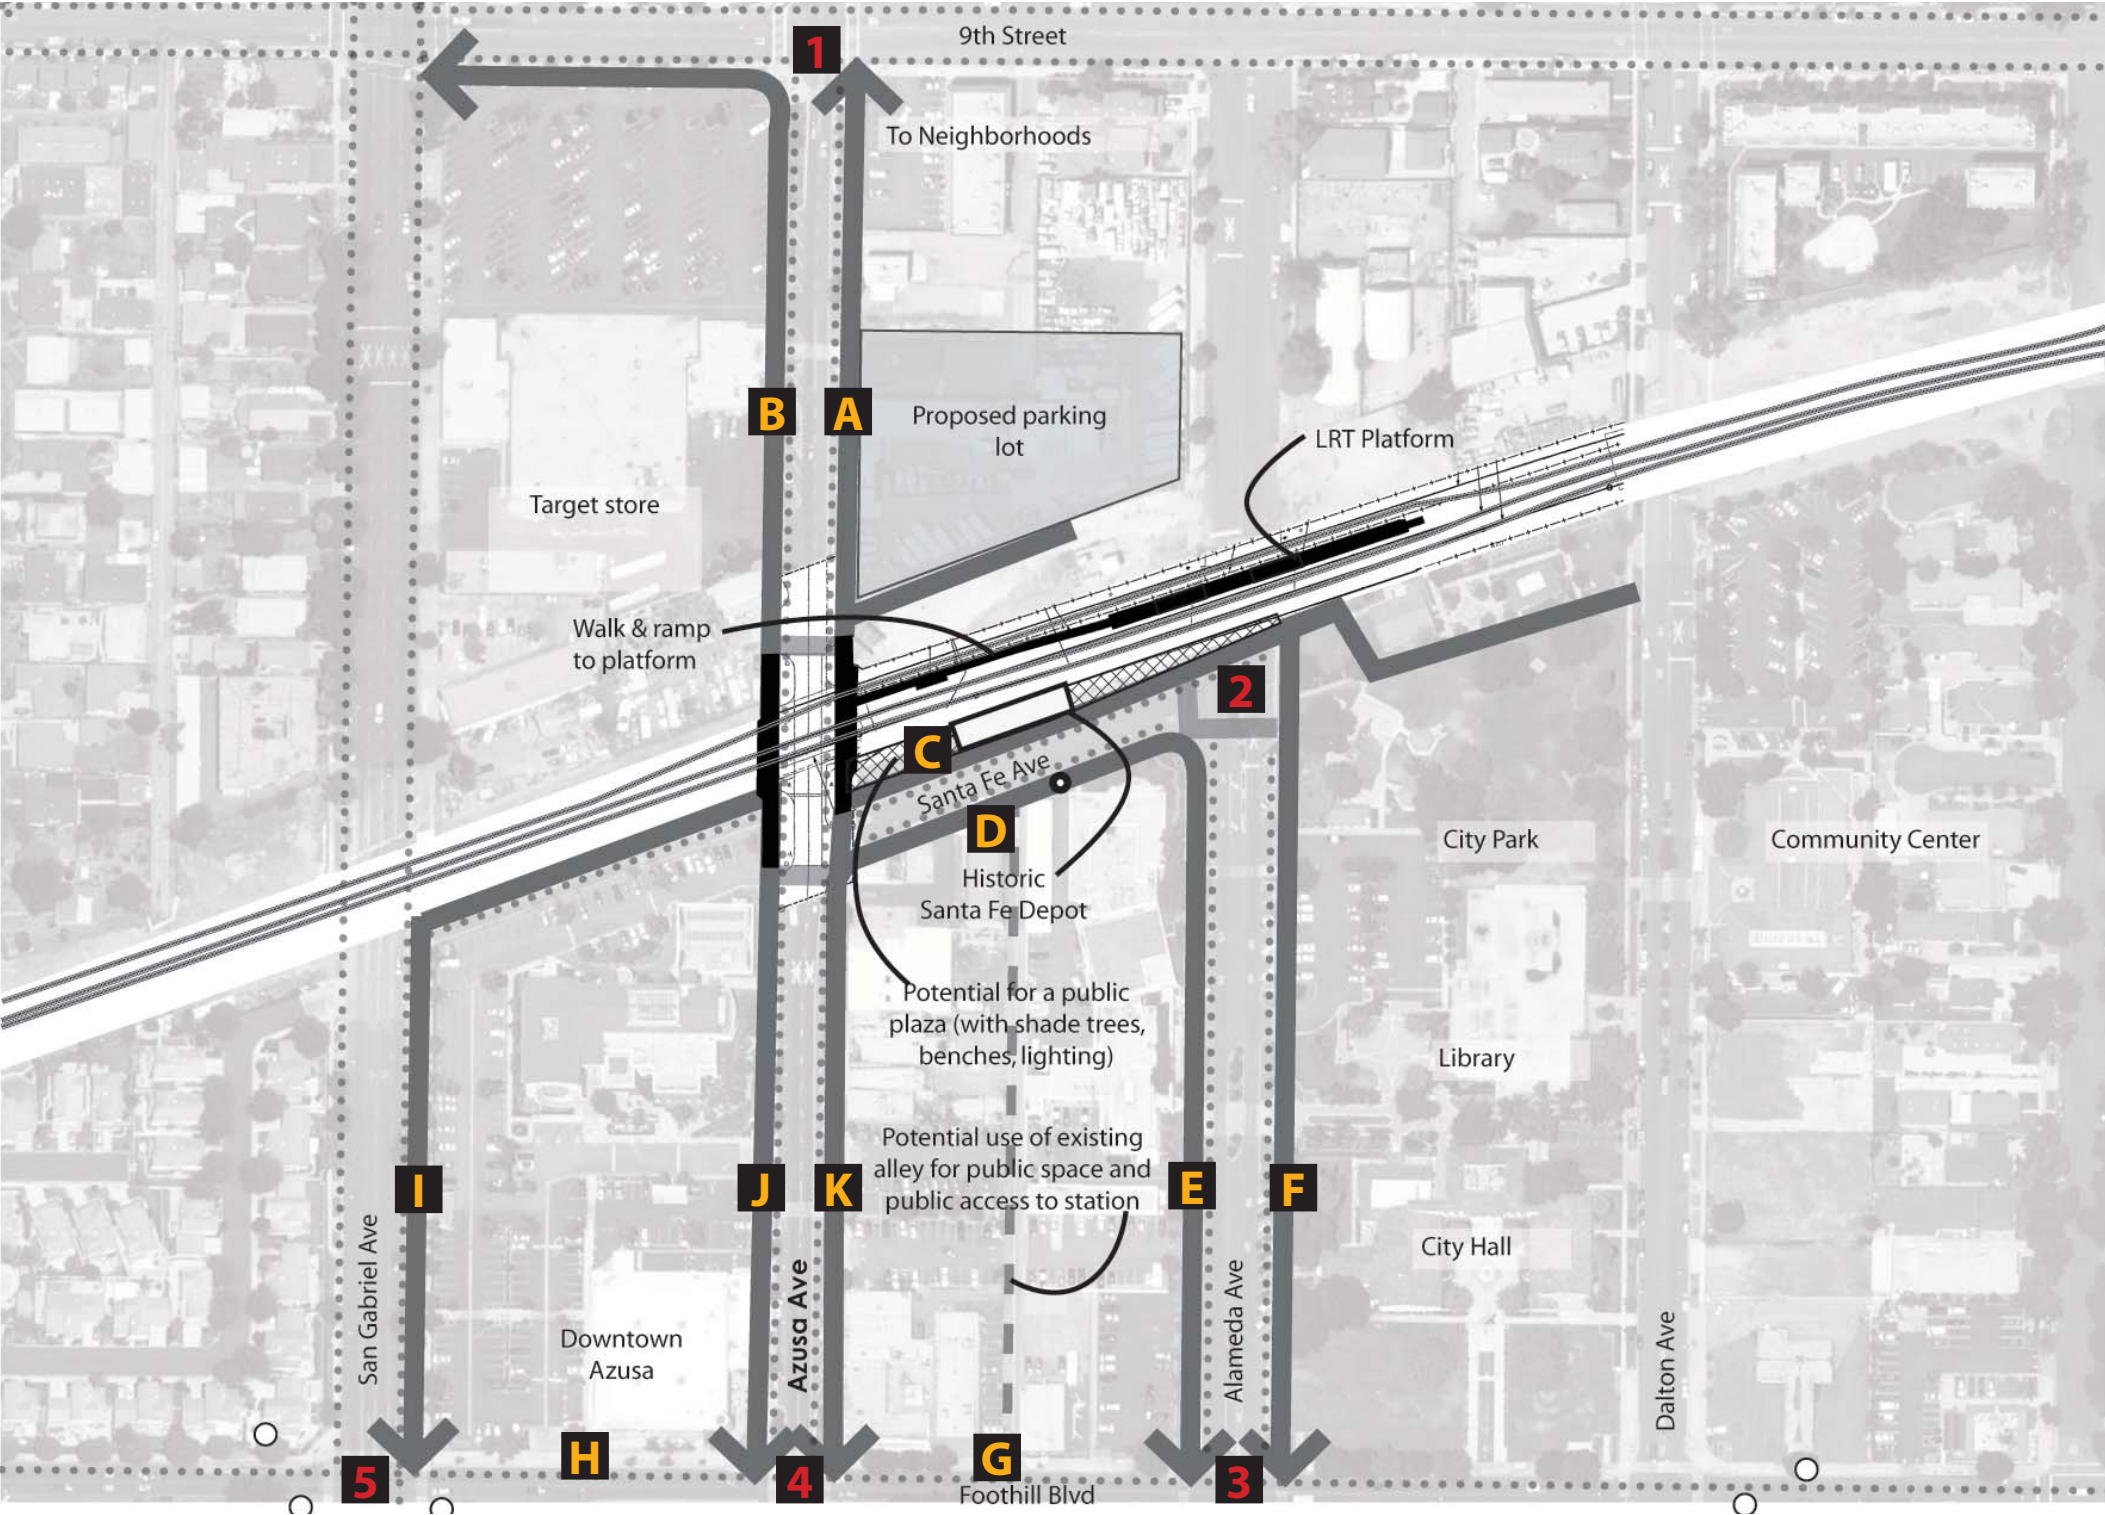 9th Street
1
To Neighborhoods
B
A
Proposed parking
lot
LRT Platform
Target store
Walk & ramp
to platform
2
C
Santa Fe Ave
D
City Park
Community Center
Historic
Santa Fe Depot
Potential for a public
plaza (with shade trees,
benches, lighting)
Library
Potential use of existing
alley for public space and
public access to station
I
J
K
E
F
City Hall
San Gabriel Ave
Azusa Ave
Alameda Ave
Dalton Ave
Downtown
Azusa
H
G
5
4
3
Foothill Blvd